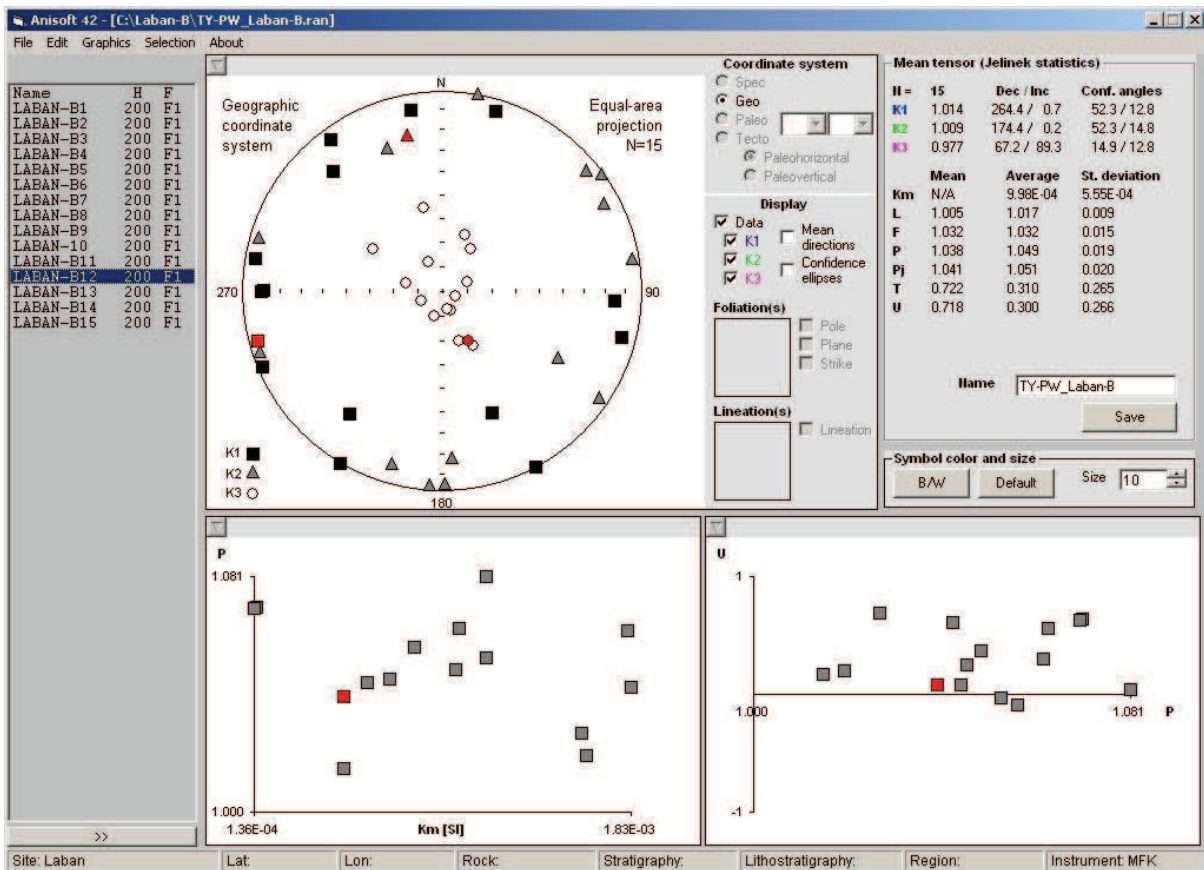 Anisoft 42 - [C:\Laban-B\TY-PW_Laban-B.ran]
File Edit Graphics Selection About
Name H F
LABAN-B1 200 F1
LABAN-B2 200 F1
LABAN-B3 200 F1
LABAN-B4 200 F1
LABAN-B5 200 F1
LABAN-B6 200 F1
LABAN-B7 200 F1
LABAN-B8 200 F1
LABAN-B9 200 F1
LABAN-10 200 F1
LABAN-B11 200 F1
LABAN-B12 200 F1
LABAN-B13 200 F1
LABAN-B14 200 F1
LABAN-B15 200 F1
>>
Geographic
coordinate
system
N
Equal-area
projection
N=15
270
90
180
K1
K2
K3
Coordinate system
Spec
Geo
Paleo
Tecto
Paleohorizontal
Paleovertical
Display
Data
K1
K2
K3
Mean
directions
Confidence
ellipses
Foliation(s)
Pole
Plane
Strike
Lineation(s)
Lineation
Mean tensor (Jelinek statistics)
N = 15 Dec / Inc Conf. angles
K1 1.014 264.4 / 0.7 52.3 / 12.8
K2 1.009 174.4 / 0.2 52.3 / 14.8
K3 0.977 67.2 / 89.3 14.9 / 12.8
Mean Average St. deviation
Km N/A 9.98E-04 5.55E-04
L 1.005 1.017 0.009
F 1.032 1.032 0.015
P 1.038 1.049 0.019
Pj 1.041 1.051 0.020
T 0.722 0.310 0.265
U 0.718 0.300 0.266
Name TY-PW_Laban-B
Save
Symbol color and size
B/W Default Size 10
P
1.081
1.000
1.36E-04 Km [SI] 1.83E-03
U
1
1.000 1.081 P
-1
Site: Laban Lat: Lon: Rock: Stratigraphy: Lithostratigraphy: Region: Instrument: MFK